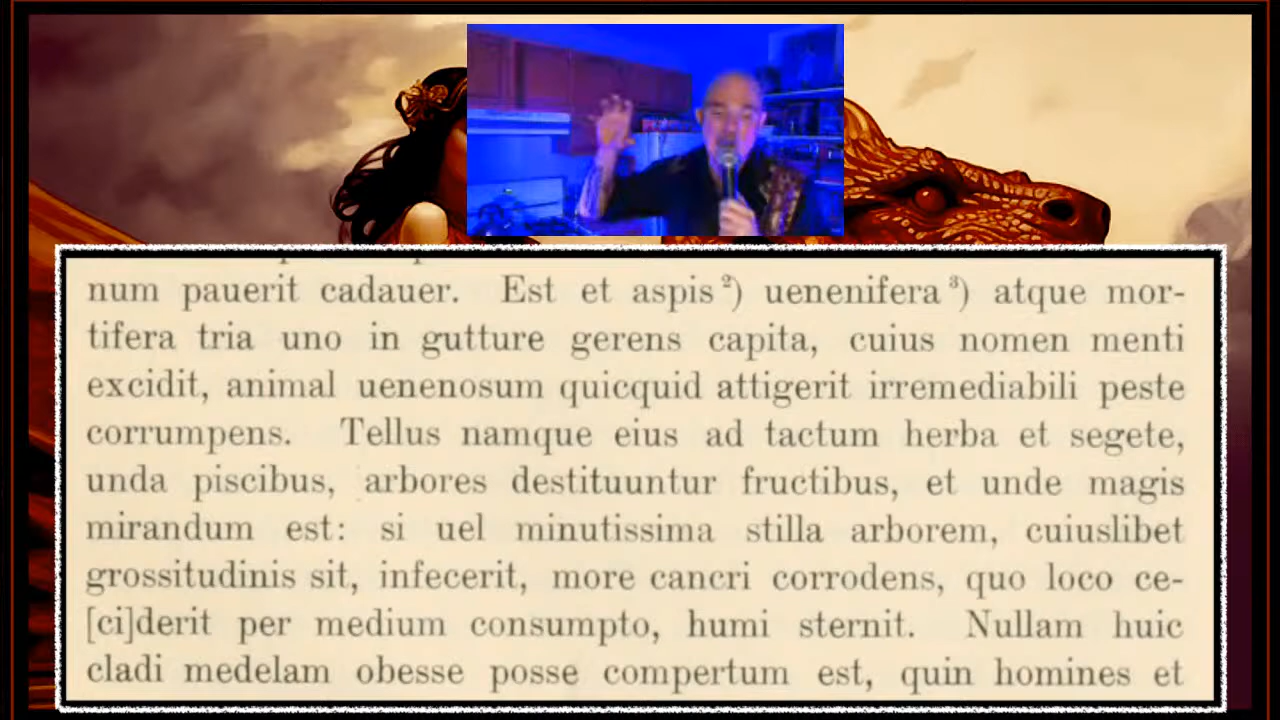 num pauerit cadauer. Est et aspis²) uenenifera³) atque mor-
tifera tria uno in gutture gerens capita, cuius nomen menti
excidit, animal uenenosum quicquid attigerit irremediabili peste
corrumpens. Tellus namque eius ad tactum herba et segete,
unda piscibus, arbores destituuntur fructibus, et unde magis
mirandum est: si uel minutissima stilla arborem, cuiuslibet
grossitudinis sit, infecerit, more cancri corrodens, quo loco ce-
[ci]derit per medium consumpto, humi sternit. Nullam huic
cladi medelam obesse posse compertum est, quin homines et